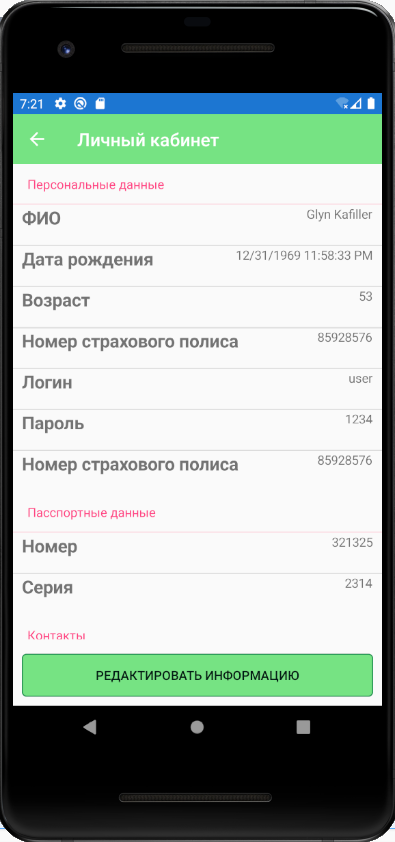 7:21
Личный кабинет
Персональные данные
ФИО Glyn Kafiller
Дата рождения 12/31/1969 11:58:33 PM
Возраст 53
Номер страхового полиса 85928576
Логин user
Пароль 1234
Номер страхового полиса 85928576
Пасспортные данные
Номер 321325
Серия 2314
Контакты
РЕДАКТИРОВАТЬ ИНФОРМАЦИЮ